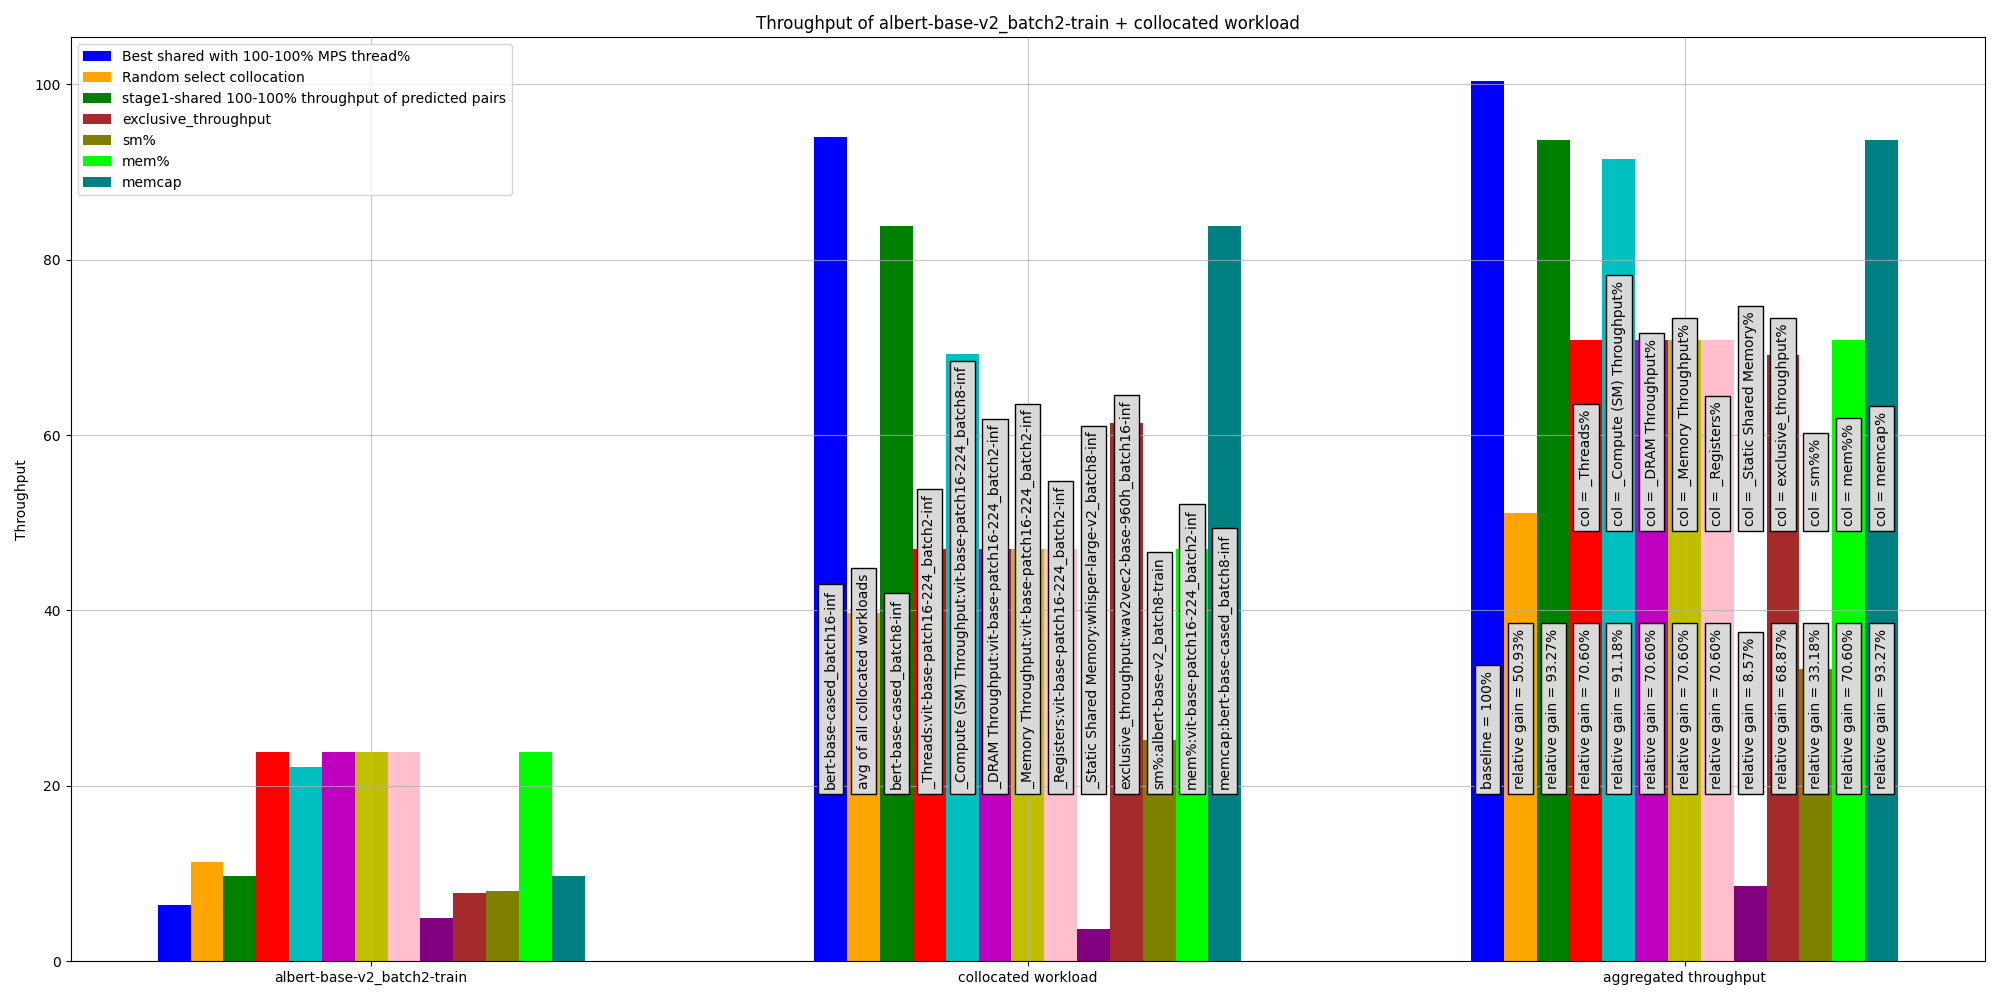 Throughput of albert-base-v2_batch2-train + collocated workload
Best shared with 100-100% MPS thread%
Random select collocation
stage1-shared 100-100% throughput of predicted pairs
exclusive_throughput
sm%
mem%
memcap
Throughput
100
80
60
40
20
0
bert-base-cased_batch16-inf
avg of all collocated workloads
bert-base-cased_batch8-inf
_Threads:vit-base-patch16-224_batch2-inf
_Compute (SM) Throughput:vit-base-patch16-224_batch8-inf
_DRAM Throughput:vit-base-patch16-224_batch2-inf
_Memory Throughput:vit-base-patch16-224_batch2-inf
_Registers:vit-base-patch16-224_batch2-inf
_Static Shared Memory:whisper-large-v2_batch8-inf
exclusive_throughput:wav2vec2-base-960h_batch16-inf
sm%:albert-base-v2_batch8-train
mem%:vit-base-patch16-224_batch2-inf
memcap:bert-base-cased_batch8-inf
col = _Threads%
col = _Compute (SM) Throughput%
col = _DRAM Throughput%
col = _Memory Throughput%
col = _Registers%
col = _Static Shared Memory%
col = exclusive_throughput%
col = sm%%
col = mem%%
col = memcap%
baseline = 100%
relative gain = 50.93%
relative gain = 93.27%
relative gain = 70.60%
relative gain = 91.18%
relative gain = 70.60%
relative gain = 70.60%
relative gain = 70.60%
relative gain = 8.57%
relative gain = 68.87%
relative gain = 33.18%
relative gain = 70.60%
relative gain = 93.27%
albert-base-v2_batch2-train
collocated workload
aggregated throughput